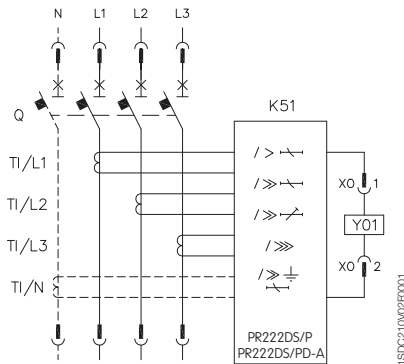 N L1 L2 L3
Q
K51
TI/L1
TI/L2
TI/L3
TI/N
/>
/≫
/≫
/⋙
/≫
X0 1
Y01
X0 2
PR222DS/P
PR222DS/PD-A
1SDC210V02F0001